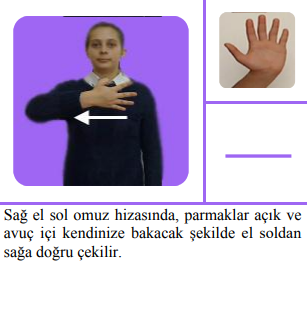 Sağ el sol omuz hizasında, parmaklar açık ve
avuç içi kendinize bakacak şekilde el soldan
sağa doğru çekilir.